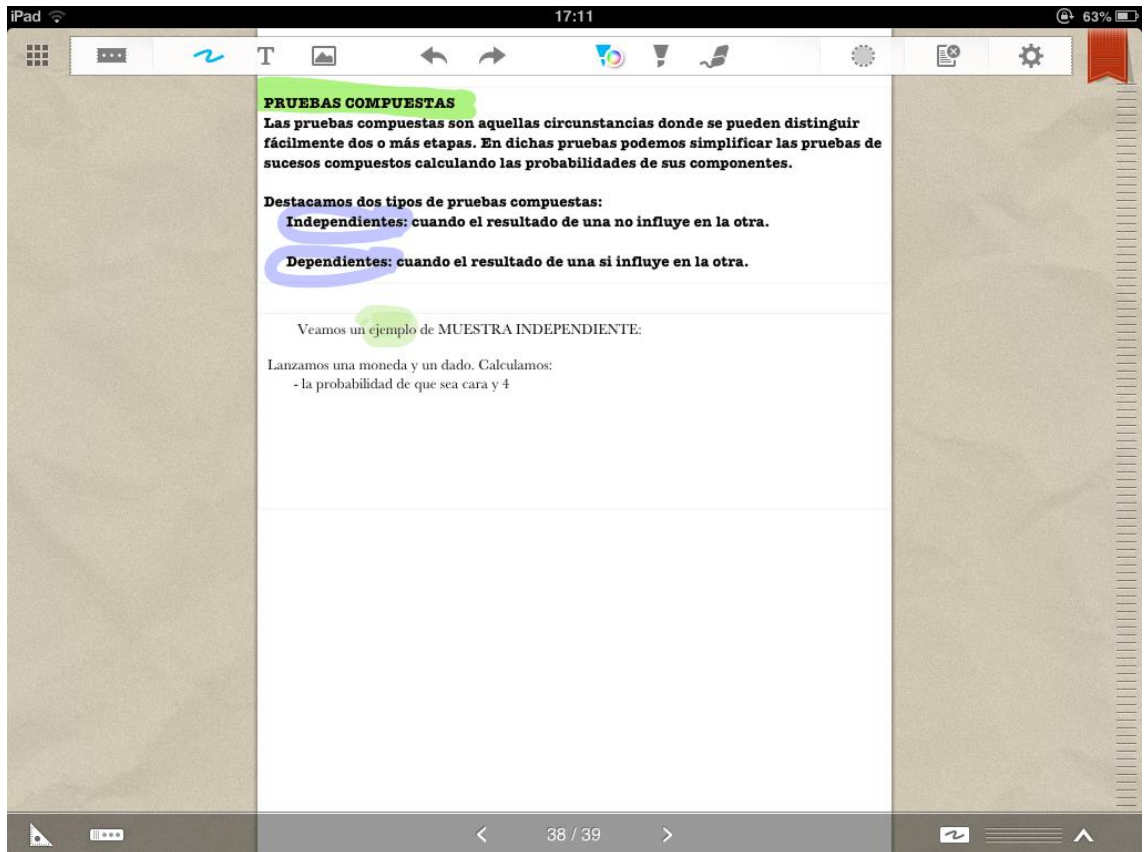 iPad 17:11 63%
T
PRUEBAS COMPUESTAS
Las pruebas compuestas son aquellas circunstancias donde se pueden distinguir
fácilmente dos o más etapas. En dichas pruebas podemos simplificar las pruebas de
sucesos compuestos calculando las probabilidades de sus componentes.
Destacamos dos tipos de pruebas compuestas:
Independientes: cuando el resultado de una no influye en la otra.
Dependientes: cuando el resultado de una si influye en la otra.
Veamos un ejemplo de MUESTRA INDEPENDIENTE:
Lanzamos una moneda y un dado. Calculamos:
- la probabilidad de que sea cara y 4
38 / 39